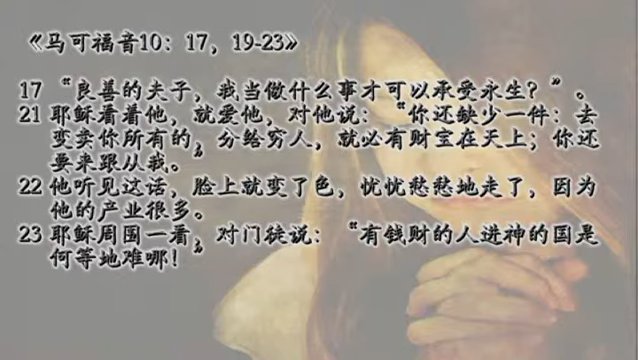 《马可福音10：17，19-23》
17 “良善的夫子，我当做什么事才可以承受永生？”。
21 耶稣看着他，就爱他，对他说：“你还缺少一件：去
变卖你所有的，分给穷人，就必有财宝在天上；你还
要来跟从我。”
22 他听见这话，脸上就变了色，忧忧愁愁地走了，因为
他的产业很多。
23 耶稣周围一看，对门徒说：“有钱财的人进神的国是
何等地难哪！”